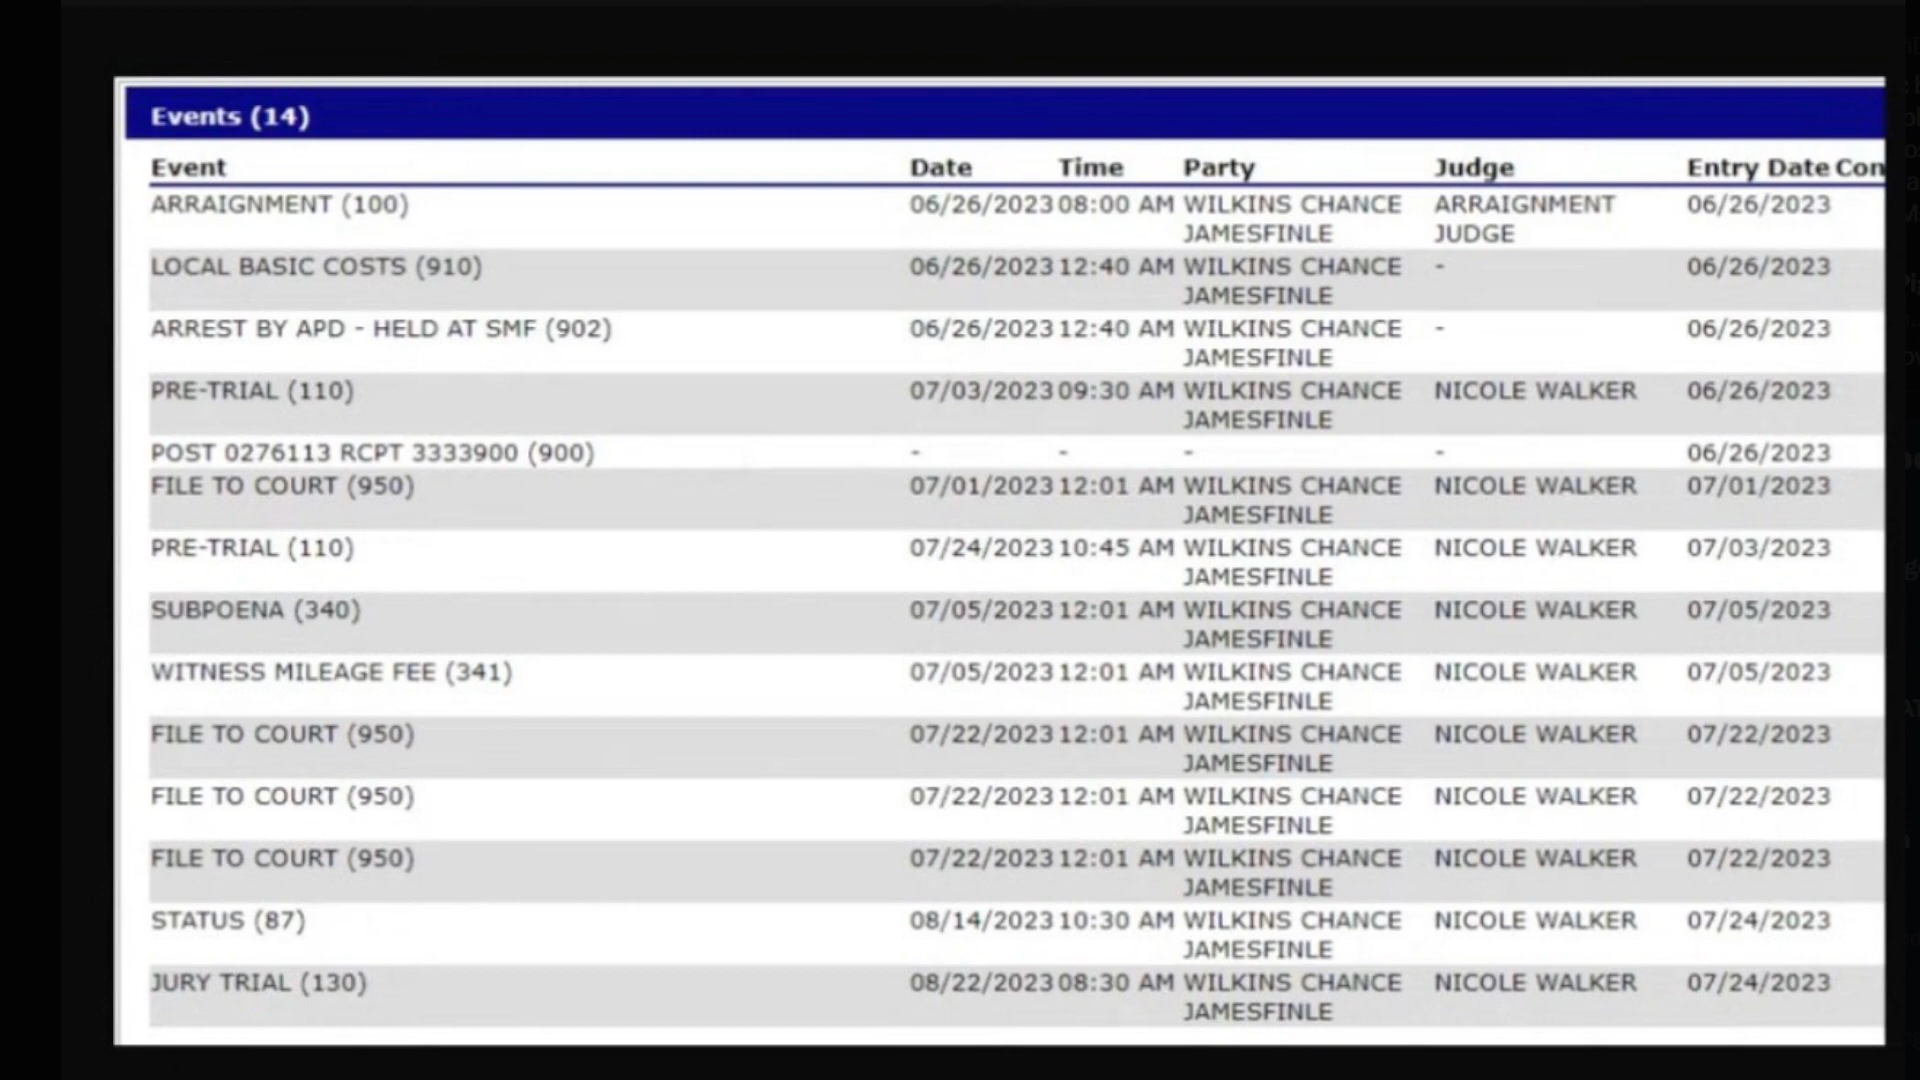 Events (14)
Event Date Time Party Judge Entry Date Con
ARRAIGNMENT (100) 06/26/2023 08:00 AM WILKINS CHANCE ARRAIGNMENT 06/26/2023
JAMESFINLE JUDGE
LOCAL BASIC COSTS (910) 06/26/2023 12:40 AM WILKINS CHANCE - 06/26/2023
JAMESFINLE
ARREST BY APD - HELD AT SMF (902) 06/26/2023 12:40 AM WILKINS CHANCE - 06/26/2023
JAMESFINLE
PRE-TRIAL (110) 07/03/2023 09:30 AM WILKINS CHANCE NICOLE WALKER 06/26/2023
JAMESFINLE
POST 0276113 RCPT 3333900 (900) - - - - 06/26/2023
FILE TO COURT (950) 07/01/2023 12:01 AM WILKINS CHANCE NICOLE WALKER 07/01/2023
JAMESFINLE
PRE-TRIAL (110) 07/24/2023 10:45 AM WILKINS CHANCE NICOLE WALKER 07/03/2023
JAMESFINLE
SUBPOENA (340) 07/05/2023 12:01 AM WILKINS CHANCE NICOLE WALKER 07/05/2023
JAMESFINLE
WITNESS MILEAGE FEE (341) 07/05/2023 12:01 AM WILKINS CHANCE NICOLE WALKER 07/05/2023
JAMESFINLE
FILE TO COURT (950) 07/22/2023 12:01 AM WILKINS CHANCE NICOLE WALKER 07/22/2023
JAMESFINLE
FILE TO COURT (950) 07/22/2023 12:01 AM WILKINS CHANCE NICOLE WALKER 07/22/2023
JAMESFINLE
FILE TO COURT (950) 07/22/2023 12:01 AM WILKINS CHANCE NICOLE WALKER 07/22/2023
JAMESFINLE
STATUS (87) 08/14/2023 10:30 AM WILKINS CHANCE NICOLE WALKER 07/24/2023
JAMESFINLE
JURY TRIAL (130) 08/22/2023 08:30 AM WILKINS CHANCE NICOLE WALKER 07/24/2023
JAMESFINLE